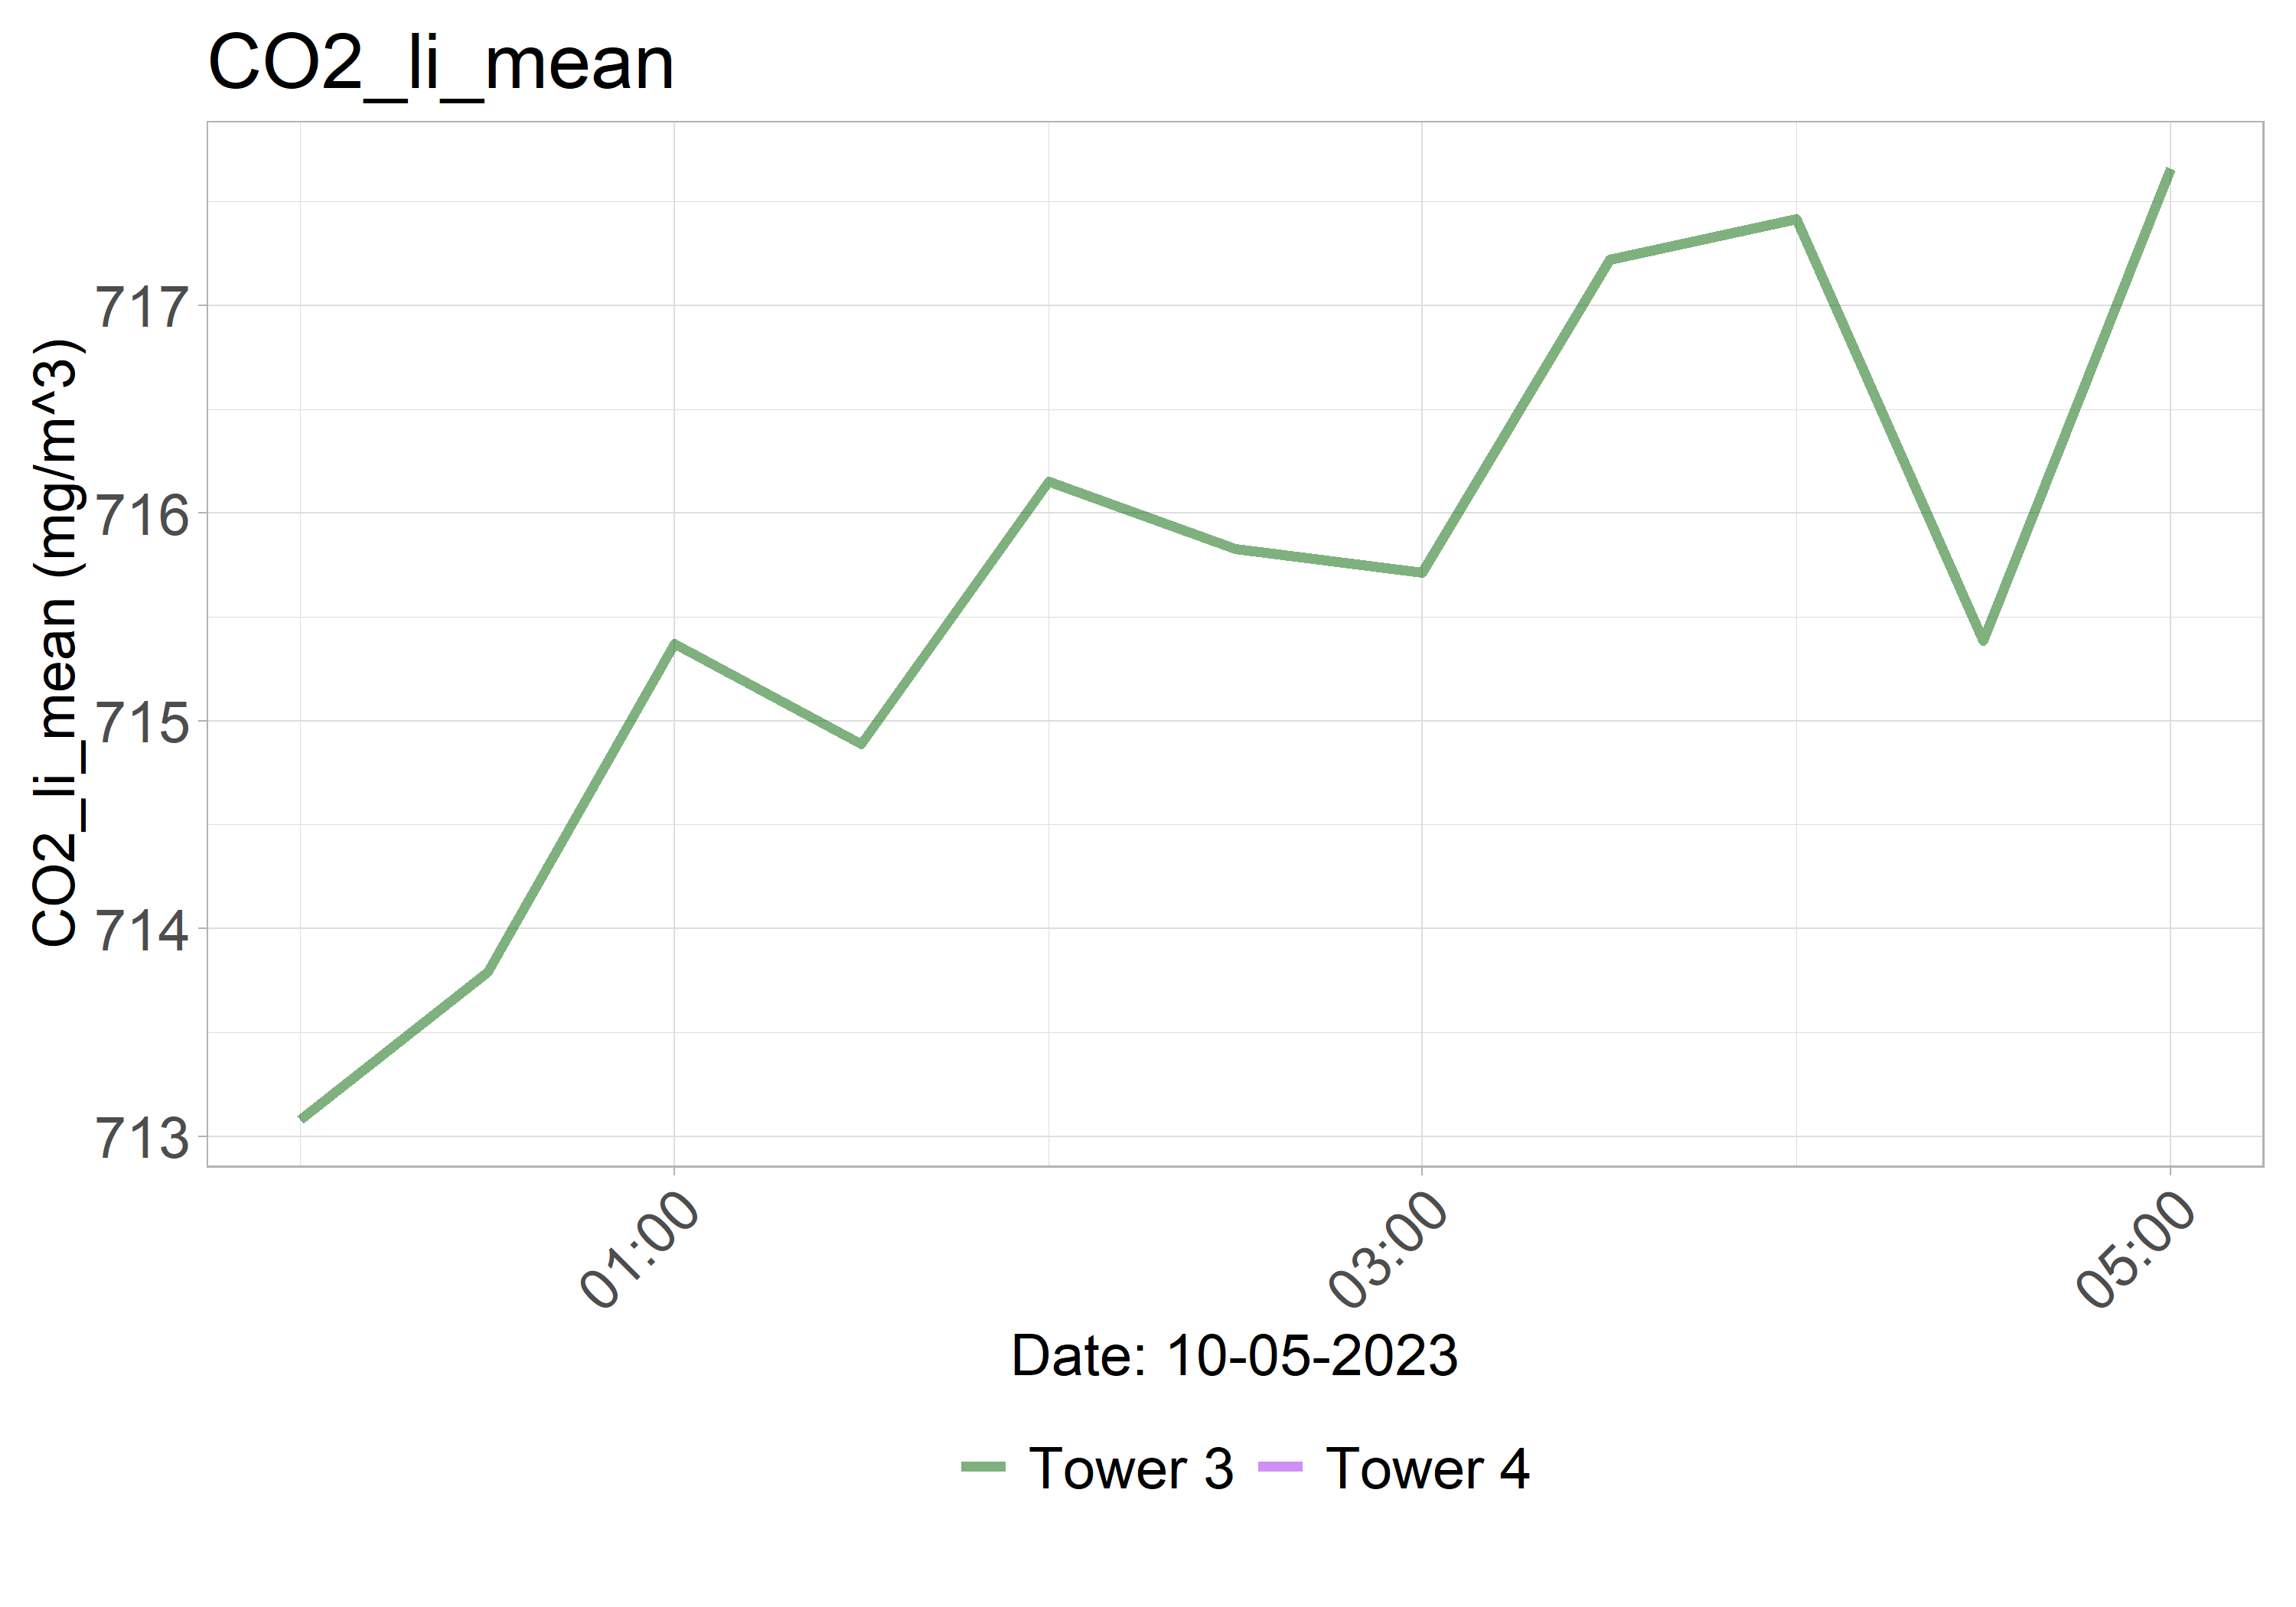 CO2_li_mean
CO2_li_mean (mg/m^3)
717
716
715
714
713
01:00
03:00
05:00
Date: 10-05-2023
Tower 3
Tower 4